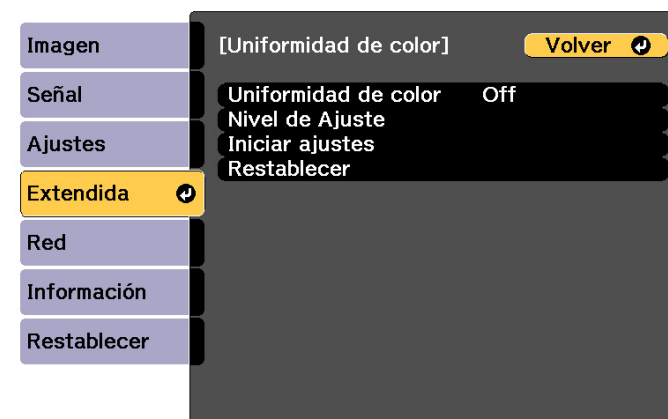 Imagen
Señal
Ajustes
Extendida
Red
Información
Restablecer
[Uniformidad de color]
Volver
Uniformidad de color Off
Nivel de Ajuste
Iniciar ajustes
Restablecer